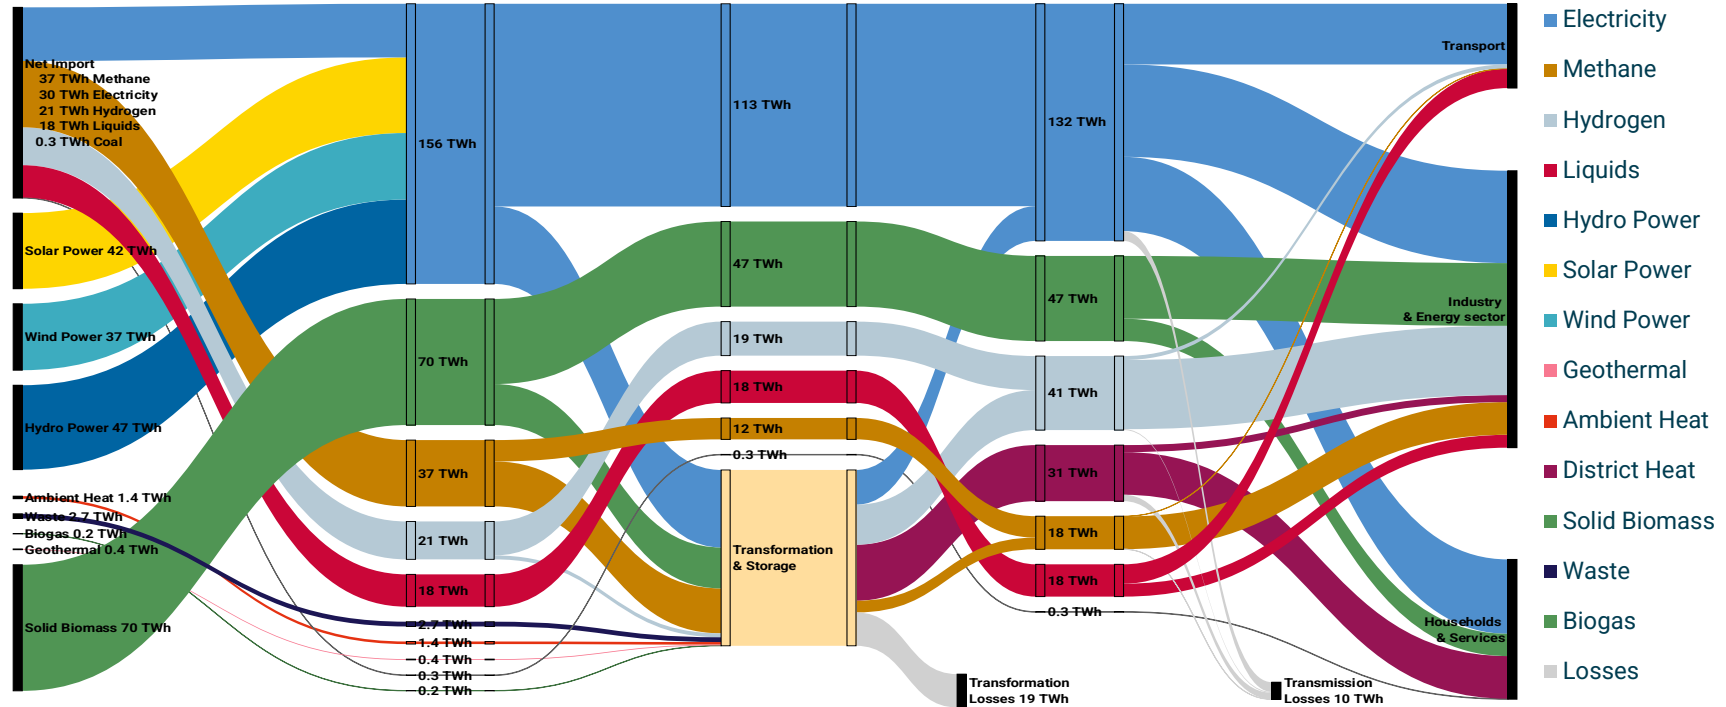 Net Import
37 TWh Methane
30 TWh Electricity
21 TWh Hydrogen
18 TWh Liquids
0.3 TWh Coal
Solar Power 42 TWh
Wind Power 37 TWh
Hydro Power 47 TWh
Ambient Heat 1.4 TWh
Waste 2.7 TWh
Biogas 0.2 TWh
Geothermal 0.4 TWh
Solid Biomass 70 TWh
156 TWh
70 TWh
37 TWh
21 TWh
18 TWh
2.7 TWh
1.4 TWh
0.4 TWh
0.3 TWh
0.2 TWh
113 TWh
47 TWh
19 TWh
18 TWh
12 TWh
0.3 TWh
Transformation
& Storage
Transformation
Losses 19 TWh
132 TWh
47 TWh
41 TWh
31 TWh
18 TWh
18 TWh
0.3 TWh
Transmission
Losses 10 TWh
Transport
Industry
& Energy sector
Households
& Services
Electricity
Methane
Hydrogen
Liquids
Hydro Power
Solar Power
Wind Power
Geothermal
Ambient Heat
District Heat
Solid Biomass
Waste
Biogas
Losses